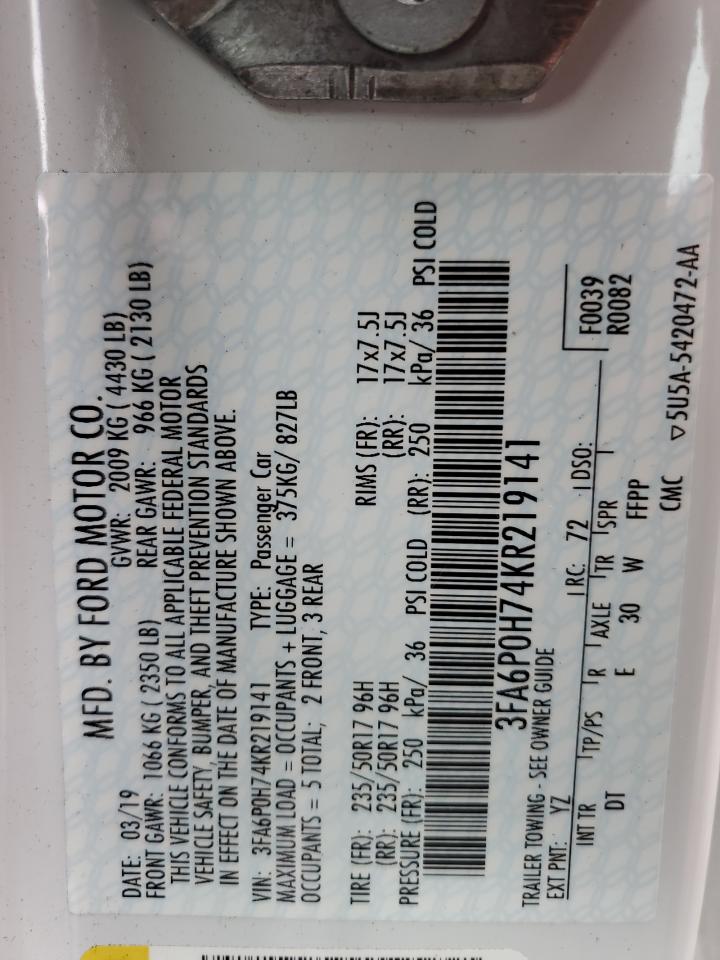 MFD. BY FORD MOTOR CO.
DATE: 03/19 GVWR: 2009 KG ( 4430 LB)
FRONT GAWR: 1066 KG ( 2350 LB) REAR GAWR: 966 KG ( 2130 LB)
THIS VEHICLE CONFORMS TO ALL APPLICABLE FEDERAL MOTOR
VEHICLE SAFETY, BUMPER, AND THEFT PREVENTION STANDARDS
IN EFFECT ON THE DATE OF MANUFACTURE SHOWN ABOVE.
VIN: 3FA6P0H74KR219141 TYPE: Passenger Car
MAXIMUM LOAD = OCCUPANTS + LUGGAGE = 375KG/ 827LB
OCCUPANTS = 5 TOTAL; 2 FRONT, 3 REAR
TIRE (FR): 235/50R17 96H RIMS (FR): 17x7.5J
(RR): 235/50R17 96H (RR): 17x7.5J
PRESSURE (FR): 250 kPa/ 36 PSI COLD (RR): 250 kPa/ 36 PSI COLD
3FA6P0H74KR219141
TRAILER TOWING - SEE OWNER GUIDE
EXT PNT: YZ RC: 72 DSO: F0039
INT TR TP/PS R AXLE TR SPR R0082
DT E 30 W FFPP
CMC ▽5U5A-5420472-AA